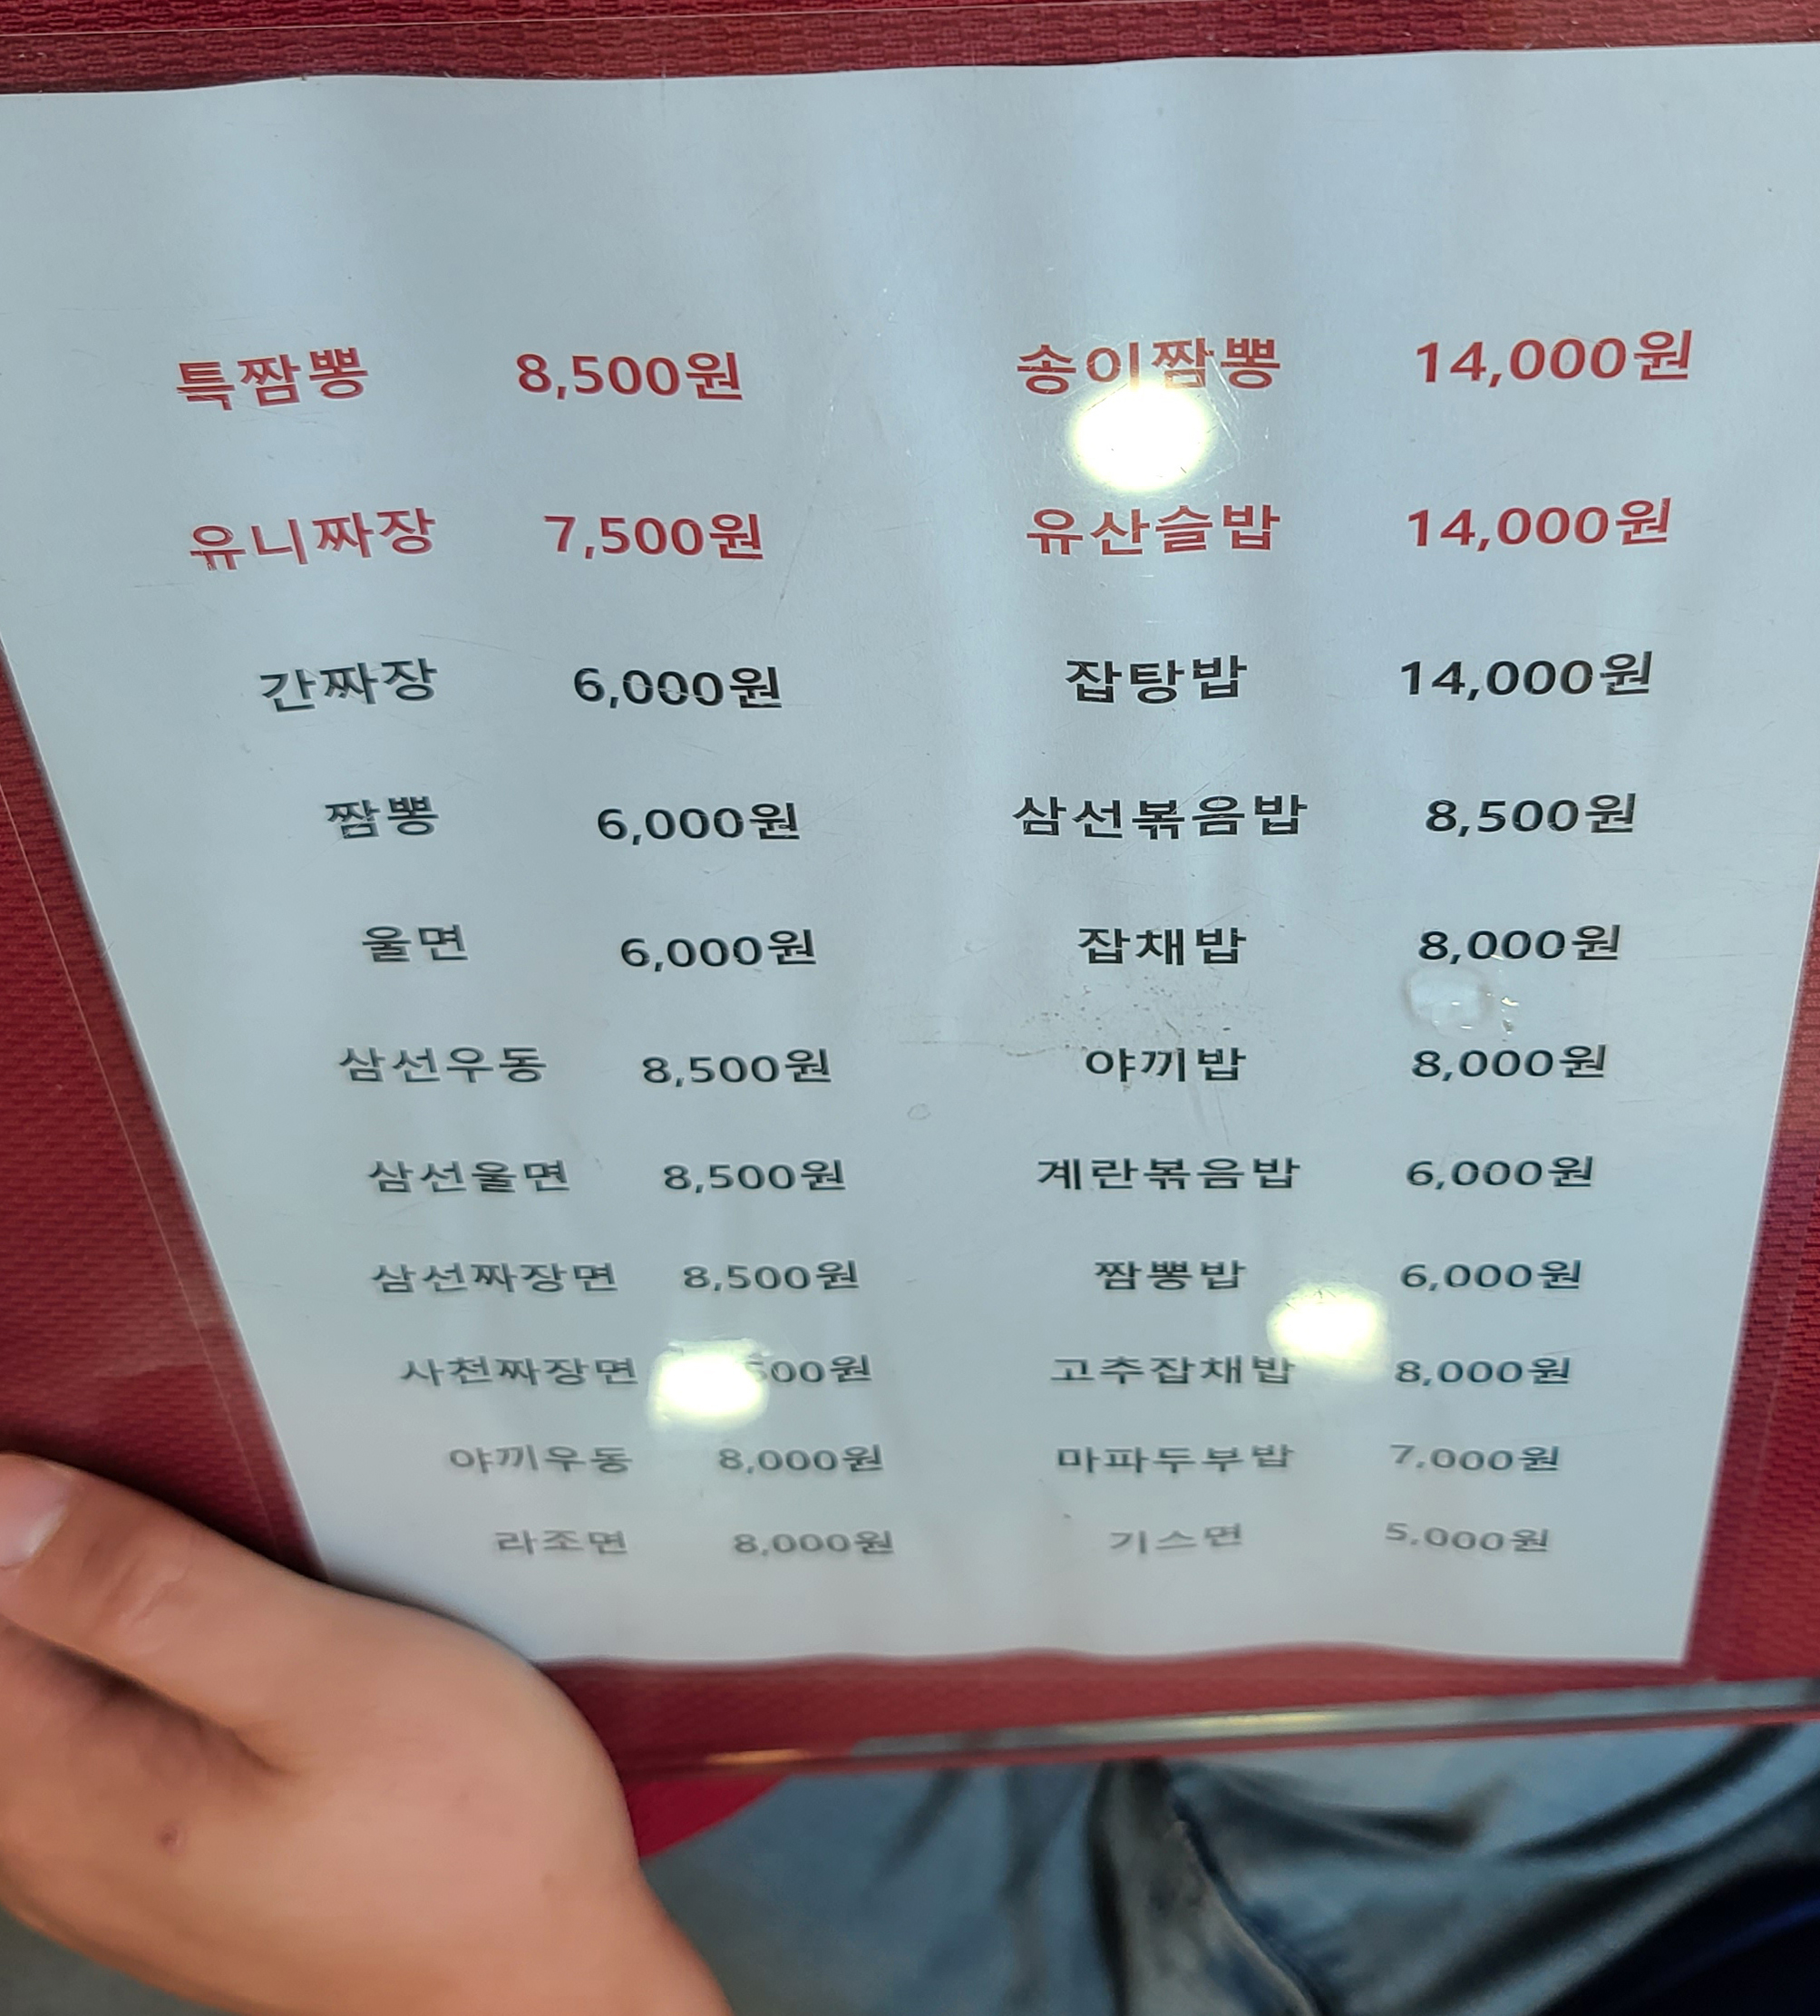 특짬뽕 8,500원 송이짬뽕 14,000원
유니짜장 7,500원 유산슬밥 14,000원
간짜장 6,000원 잡탕밥 14,000원
짬뽕 6,000원 삼선볶음밥 8,500원
울면 6,000원 잡채밥 8,000원
삼선우동 8,500원 야끼밥 8,000원
삼선울면 8,500원 계란볶음밥 6,000원
삼선짜장면 8,500원 짬뽕밥 6,000원
사천짜장면 고추잡채밥 8,000원
야끼우동 8,000원 마파두부밥 7,000원
라조면 8,000원 기스면 5,000원